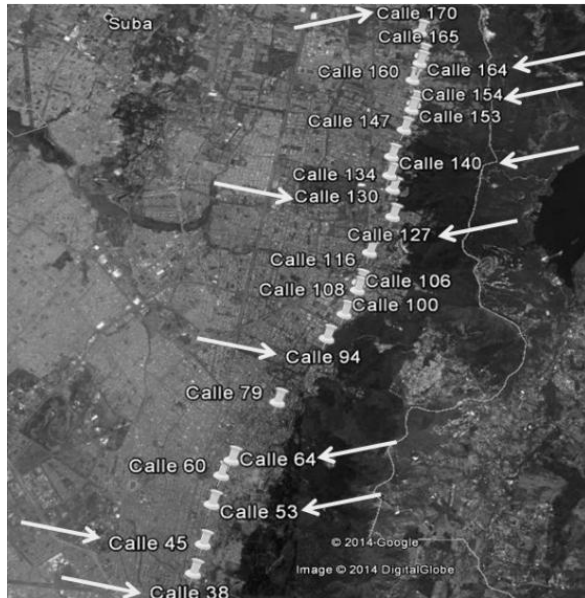 Suba
Calle 170
Calle 165
Calle 164
Calle 160
Calle 154
Calle 153
Calle 147
Calle 140
Calle 134
Calle 130
Calle 127
Calle 116
Calle 106
Calle 108
Calle 100
Calle 94
Calle 79
Calle 64
Calle 60
Calle 53
Calle 45
© 2014 Google
Image © 2014 DigitalGlobe
Calle 38